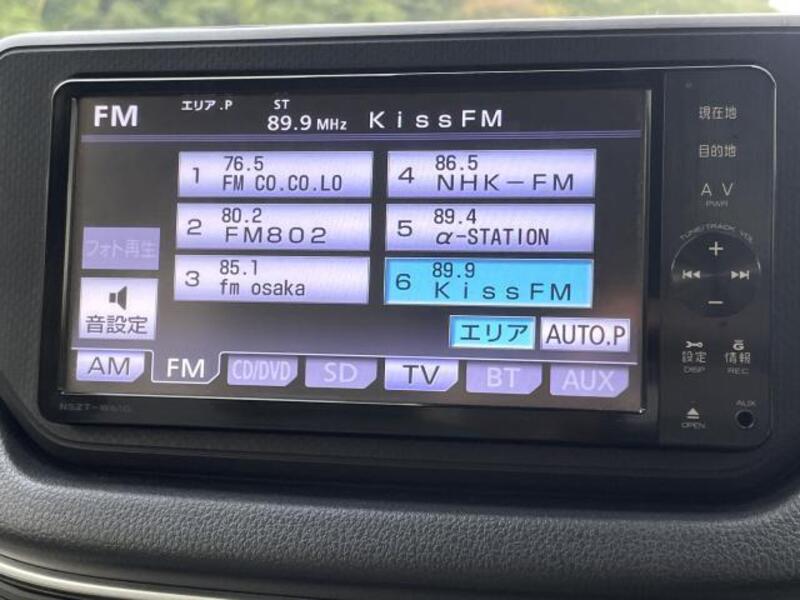 FM エリア.P ST 89.9 MHz KissFM
1 76.5 FM CO.CO.LO
2 80.2 FM802
3 85.1 fm osaka
4 86.5 NHK-FM
5 89.4 α-STATION
6 89.9 KissFM
フォト再生
音設定
エリア AUTO.P
AM FM CD/DVD SD TV BT AUX
現在地
目的地
AV
PWR
TUNE/TRACK VOL
+
−
設定 情報
DISP REC
AUX
OPEN